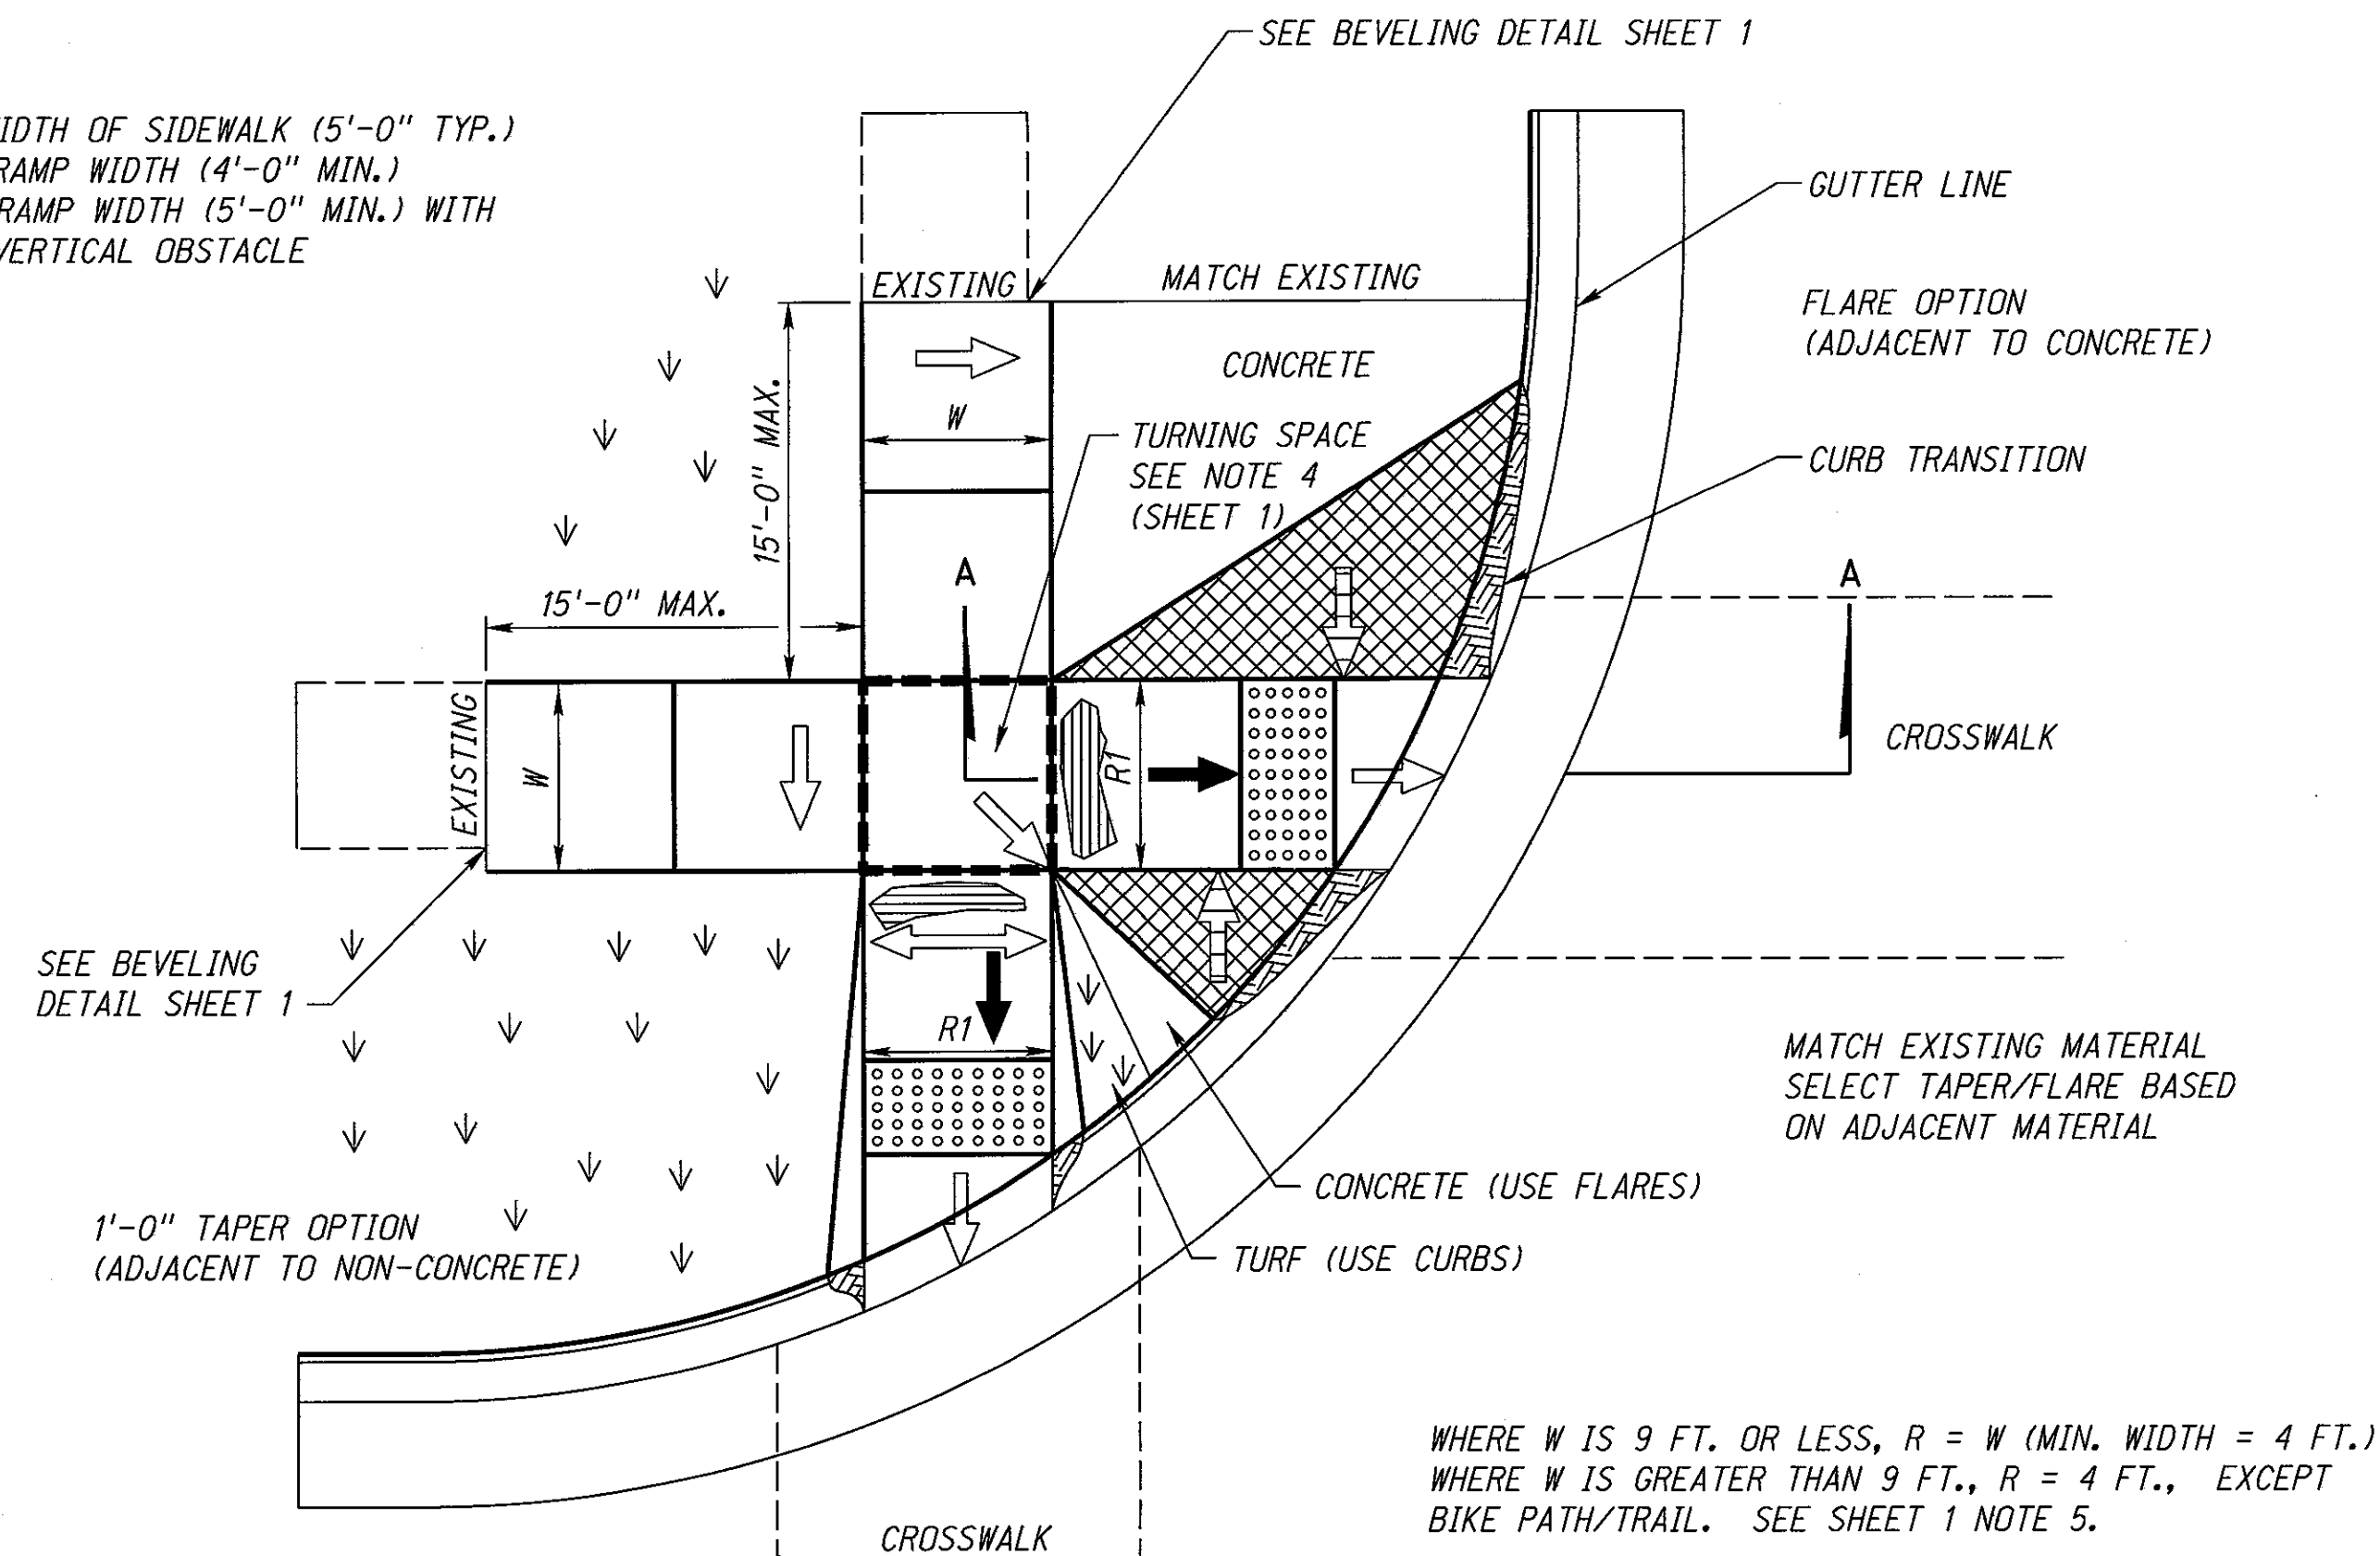 SEE BEVELING DETAIL SHEET 1
IDTH OF SIDEWALK (5'-0" TYP.)
RAMP WIDTH (4'-0" MIN.)
RAMP WIDTH (5'-0" MIN.) WITH
VERTICAL OBSTACLE
GUTTER LINE
EXISTING
MATCH EXISTING
FLARE OPTION
(ADJACENT TO CONCRETE)
CONCRETE
15'-0" MAX.
W
TURNING SPACE
SEE NOTE 4
(SHEET 1)
CURB TRANSITION
A
A
15'-0" MAX.
EXISTING
W
R1
CROSSWALK
SEE BEVELING
DETAIL SHEET 1
R1
MATCH EXISTING MATERIAL
SELECT TAPER/FLARE BASED
ON ADJACENT MATERIAL
CONCRETE (USE FLARES)
1'-0" TAPER OPTION
(ADJACENT TO NON-CONCRETE)
TURF (USE CURBS)
WHERE W IS 9 FT. OR LESS, R = W (MIN. WIDTH = 4 FT.)
WHERE W IS GREATER THAN 9 FT., R = 4 FT., EXCEPT
BIKE PATH/TRAIL. SEE SHEET 1 NOTE 5.
CROSSWALK